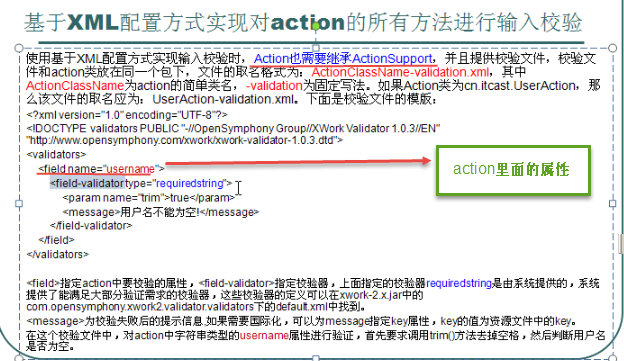 基于XML配置方式实现对action的所有方法进行输入校验
使用基于XML配置方式实现输入校验时，Action也需要继承ActionSupport，并且提供校验文件，校验文
件和action类放在同一个包下，文件的取名格式为：ActionClassName-validation.xml，其中
ActionClassName为action的简单类名，-validation为固定写法。如果Action类为cn.itcast.UserAction，那
么该文件的取名应为：UserAction-validation.xml。下面是校验文件的模版：
<?xml version="1.0" encoding="UTF-8"?>
<!DOCTYPE validators PUBLIC "-//OpenSymphony Group//XWork Validator 1.0.3//EN"
"http://www.opensymphony.com/xwork/xwork-validator-1.0.3.dtd">
<validators>
<field name="username">
action里面的属性
<field-validator type="requiredstring">
<param name="trim">true</param>
<message>用户名不能为空!</message>
</field-validator>
</field>
</validators>
<field>指定action中要校验的属性，<field-validator>指定校验器，上面指定的校验器requiredstring是由系统提供的，系统
提供了能满足大部分验证需求的校验器，这些校验器的定义可以在xwork-2.x.jar中的
com.opensymphony.xwork2.validator.validators下的default.xml中找到。
<message>为校验失败后的提示信息,如果需要国际化，可以为message指定key属性，key的值为资源文件中的key。
在这个校验文件中，对action中字符串类型的username属性进行验证，首先要求调用trim()方法去掉空格，然后判断用户名
是否为空。